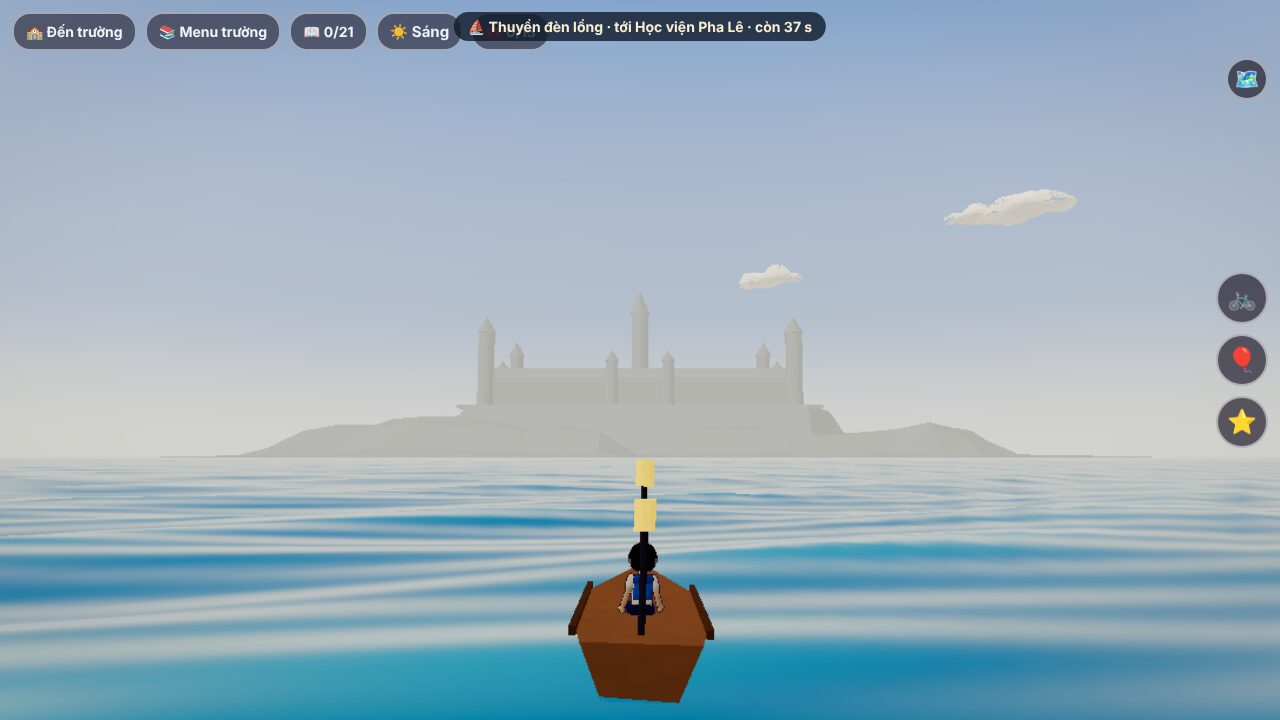 Đến trường
Menu trường
0/21
Sáng
Thuyền đèn lồng · tới Học viện Pha Lê · còn 37 s